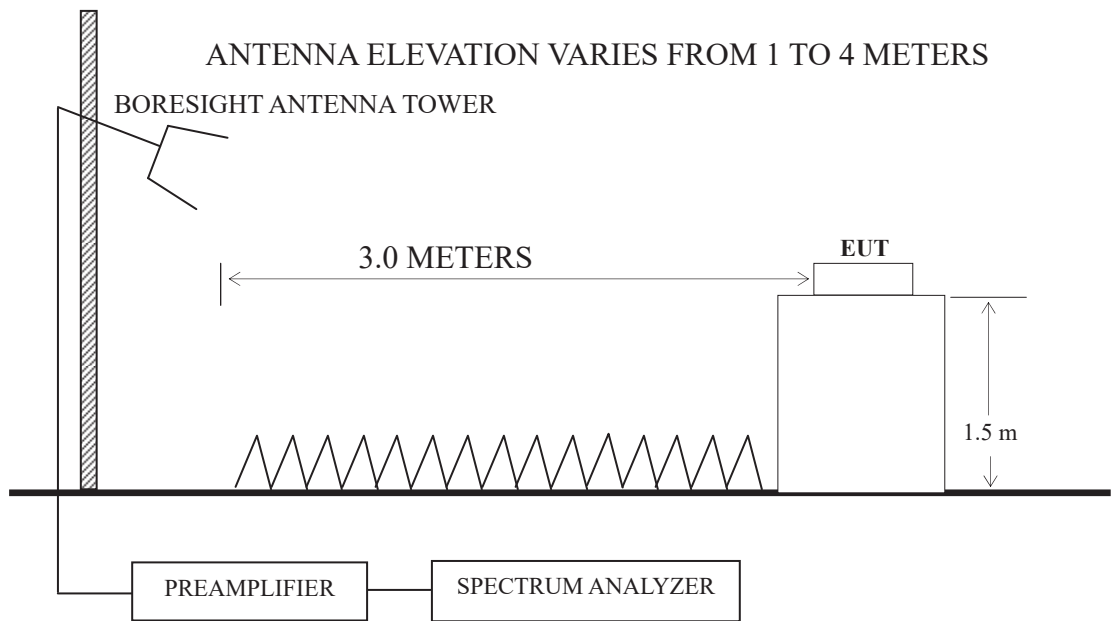 ANTENNA ELEVATION VARIES FROM 1 TO 4 METERS
BORESIGHT ANTENNA TOWER
3.0 METERS
EUT
1.5 m
PREAMPLIFIER
SPECTRUM ANALYZER